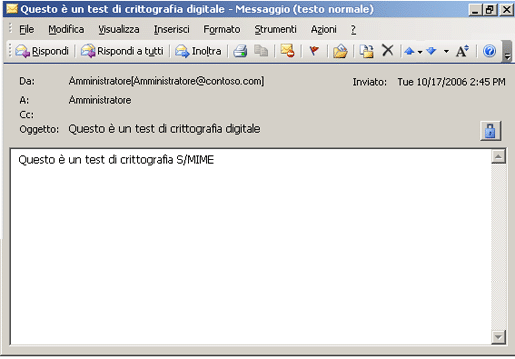 Questo è un test di crittografia digitale - Messaggio (testo normale)
File Modifica Visualizza Inserisci Formato Strumenti Azioni ?
Rispondi Rispondi a tutti Inoltra
Da: Amministratore[Amministratore@contoso.com] Inviato: Tue 10/17/2006 2:45 PM
A: Amministratore
Cc:
Oggetto: Questo è un test di crittografia digitale
Questo è un test di crittografia S/MIME